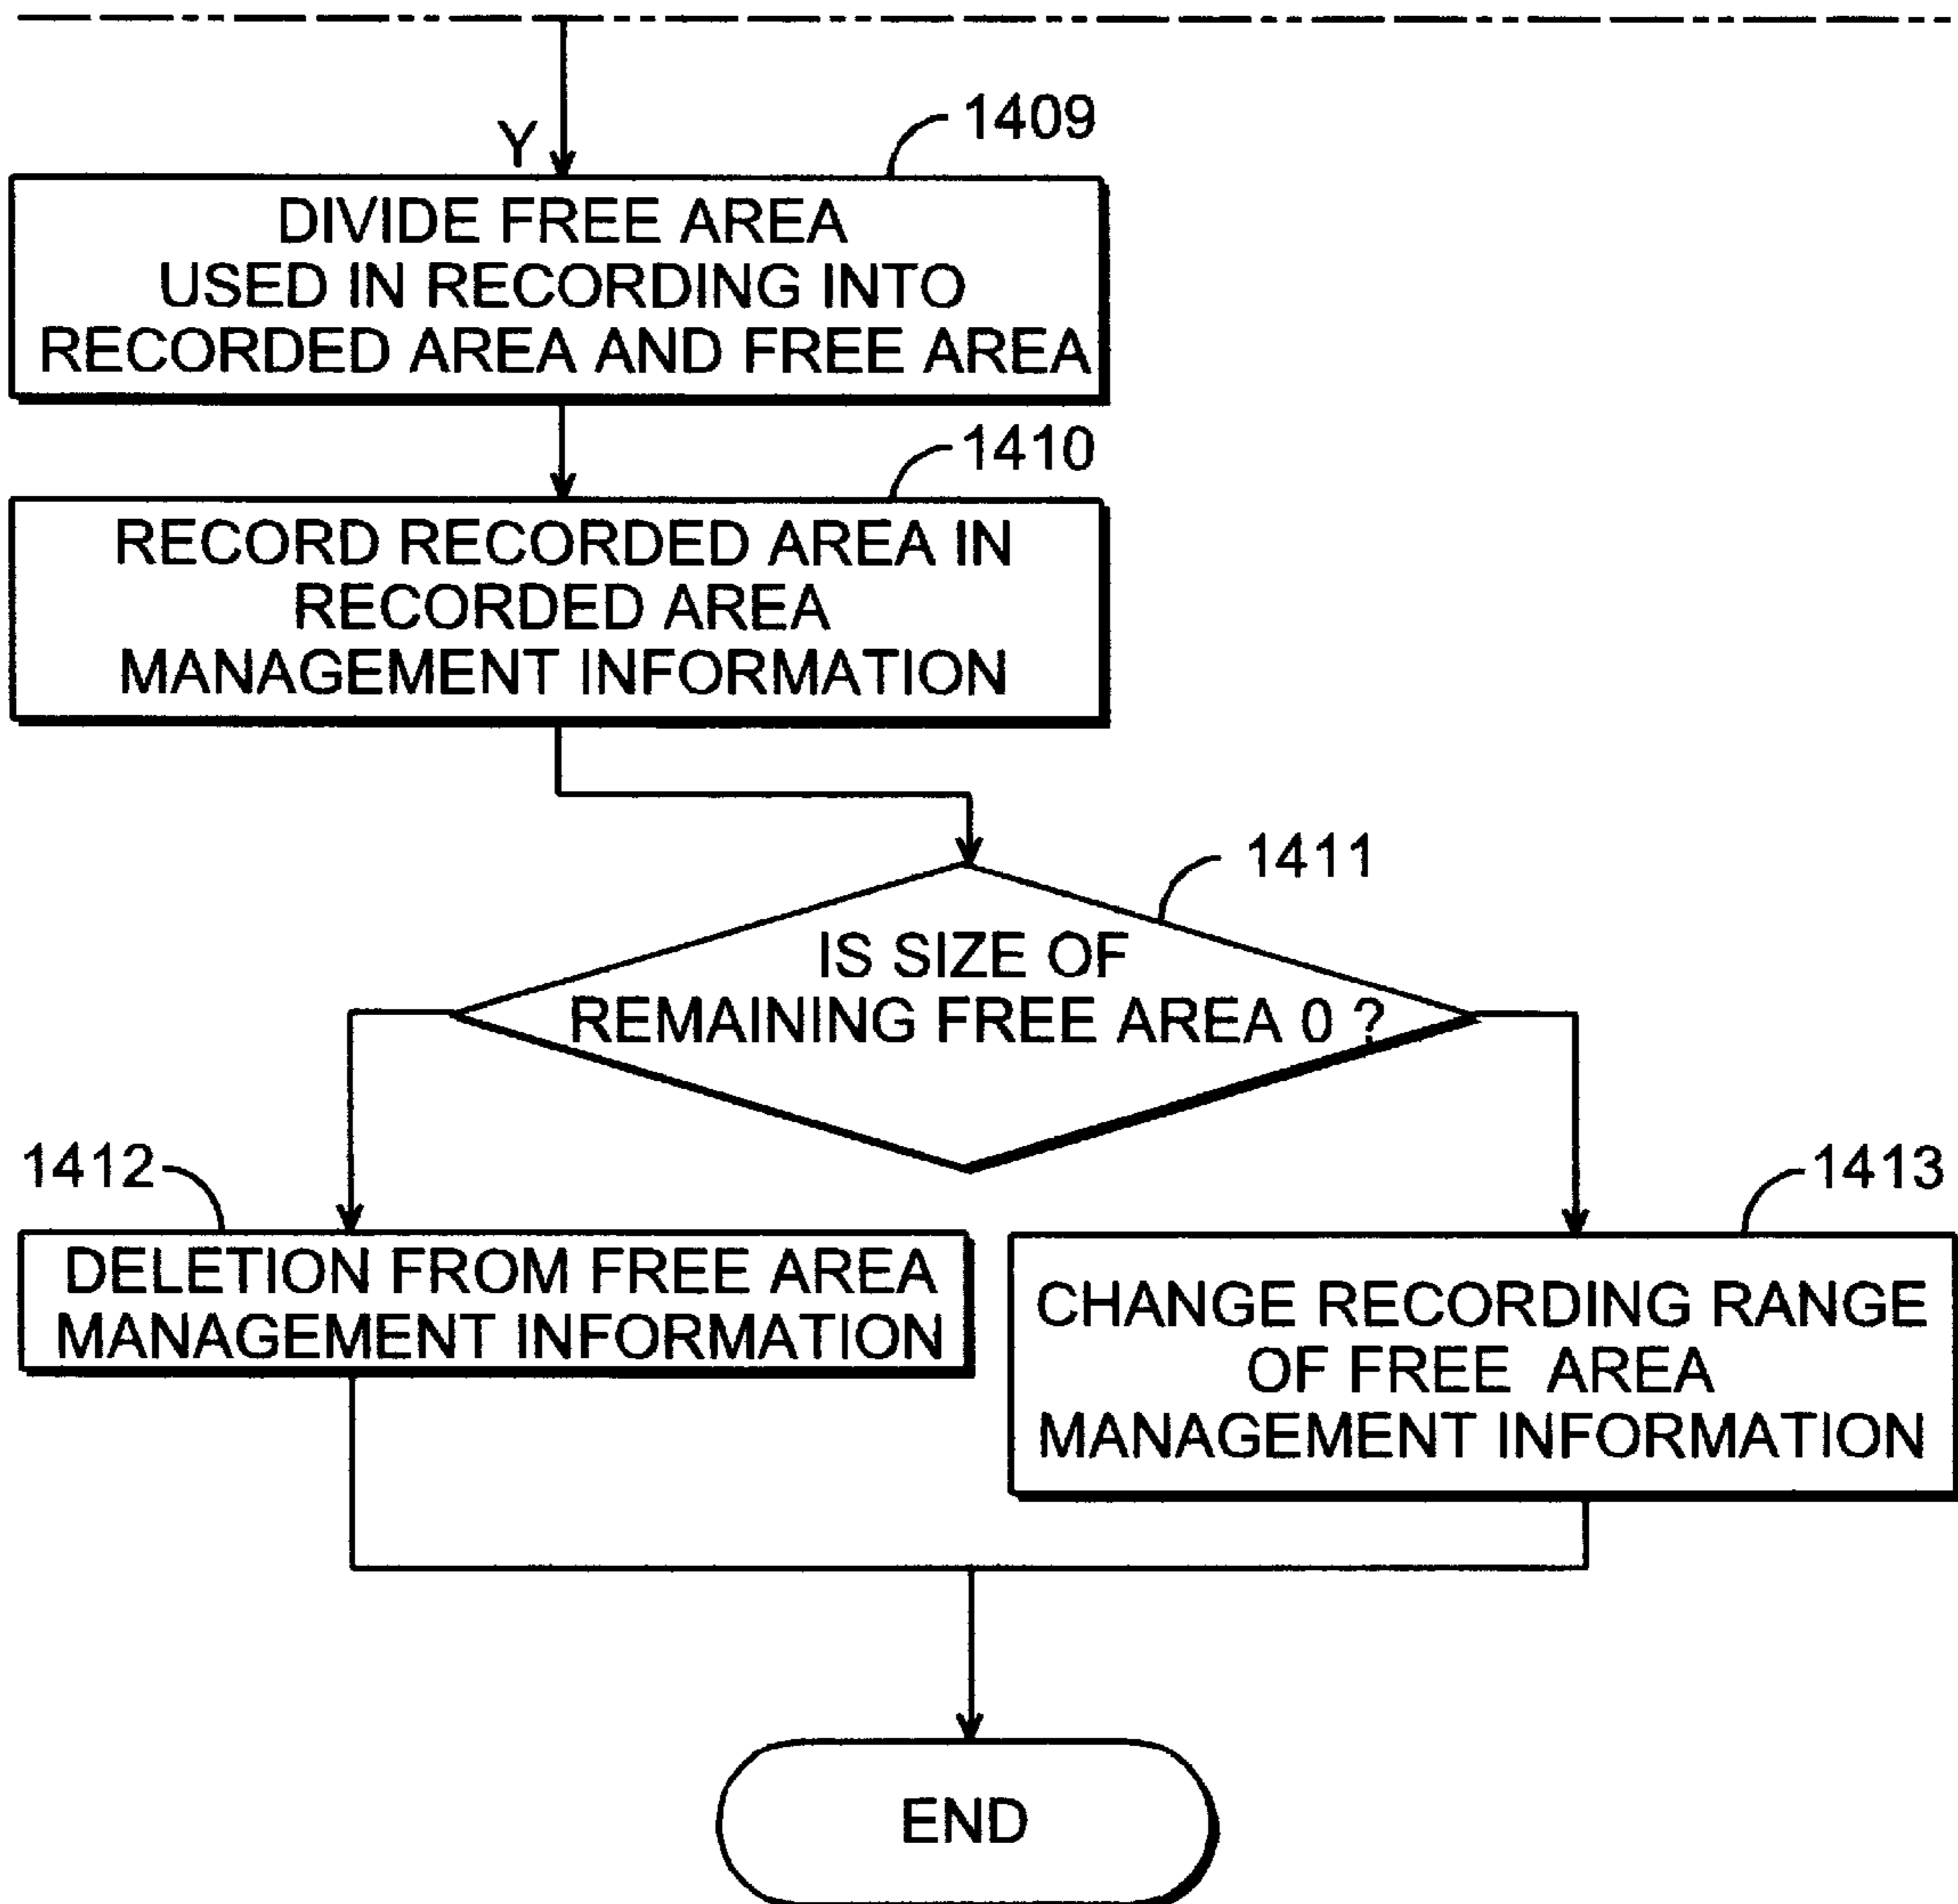 Y
1409
DIVIDE FREE AREA
USED IN RECORDING INTO
RECORDED AREA AND FREE AREA
1410
RECORD RECORDED AREA IN
RECORDED AREA
MANAGEMENT INFORMATION
1411
IS SIZE OF
REMAINING FREE AREA 0 ?
1412
DELETION FROM FREE AREA
MANAGEMENT INFORMATION
1413
CHANGE RECORDING RANGE
OF FREE AREA
MANAGEMENT INFORMATION
END